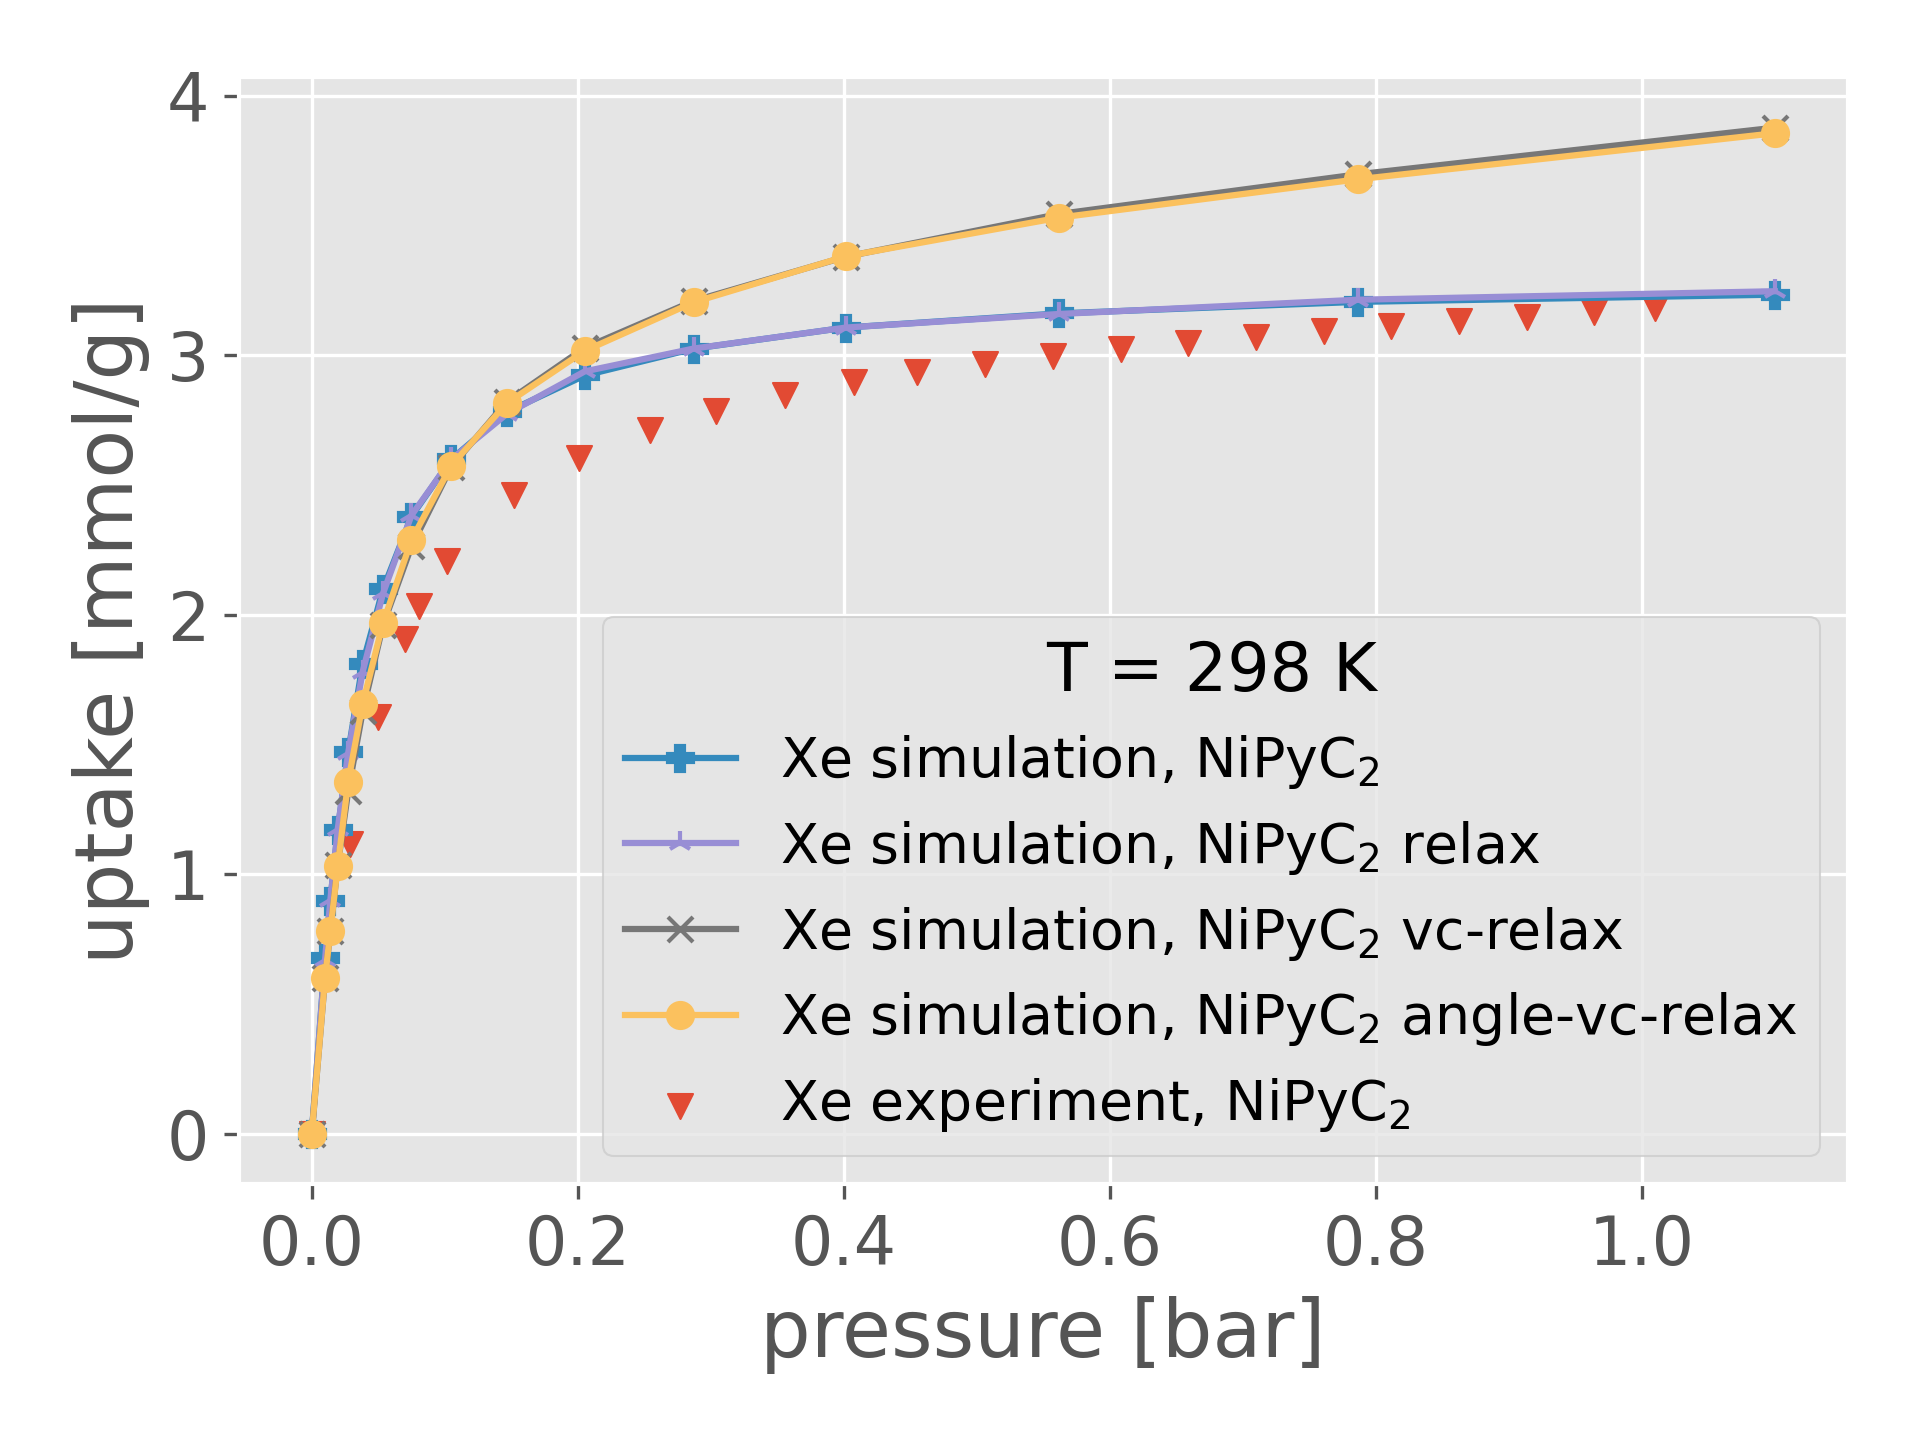 4
3
2
1
0
uptake [mmol/g]
T = 298 K
Xe simulation, NiPyC₂
Xe simulation, NiPyC₂ relax
Xe simulation, NiPyC₂ vc-relax
Xe simulation, NiPyC₂ angle-vc-relax
Xe experiment, NiPyC₂
0.0 0.2 0.4 0.6 0.8 1.0
pressure [bar]